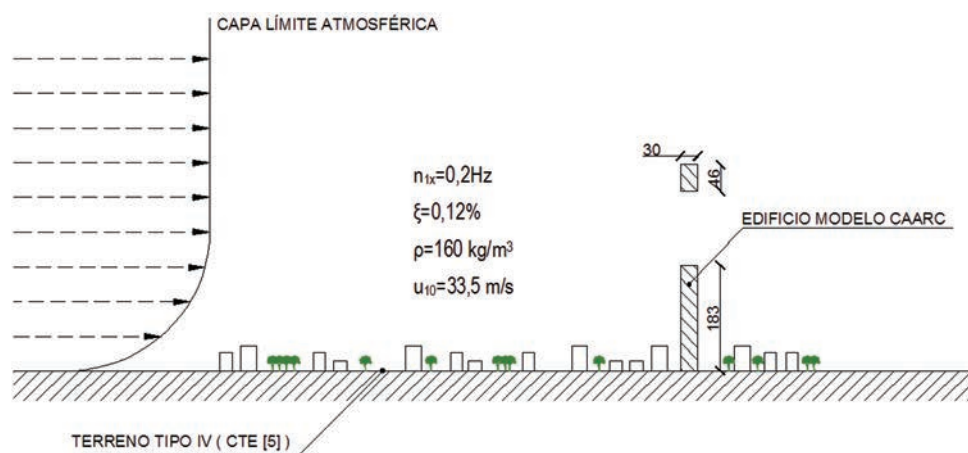 CAPA LÍMITE ATMOSFÉRICA
30
46
n1x=0,2Hz
ξ=0,12%
ρ=160 kg/m³
u10=33,5 m/s
EDIFICIO MODELO CAARC
183
TERRENO TIPO IV ( CTE [5] )